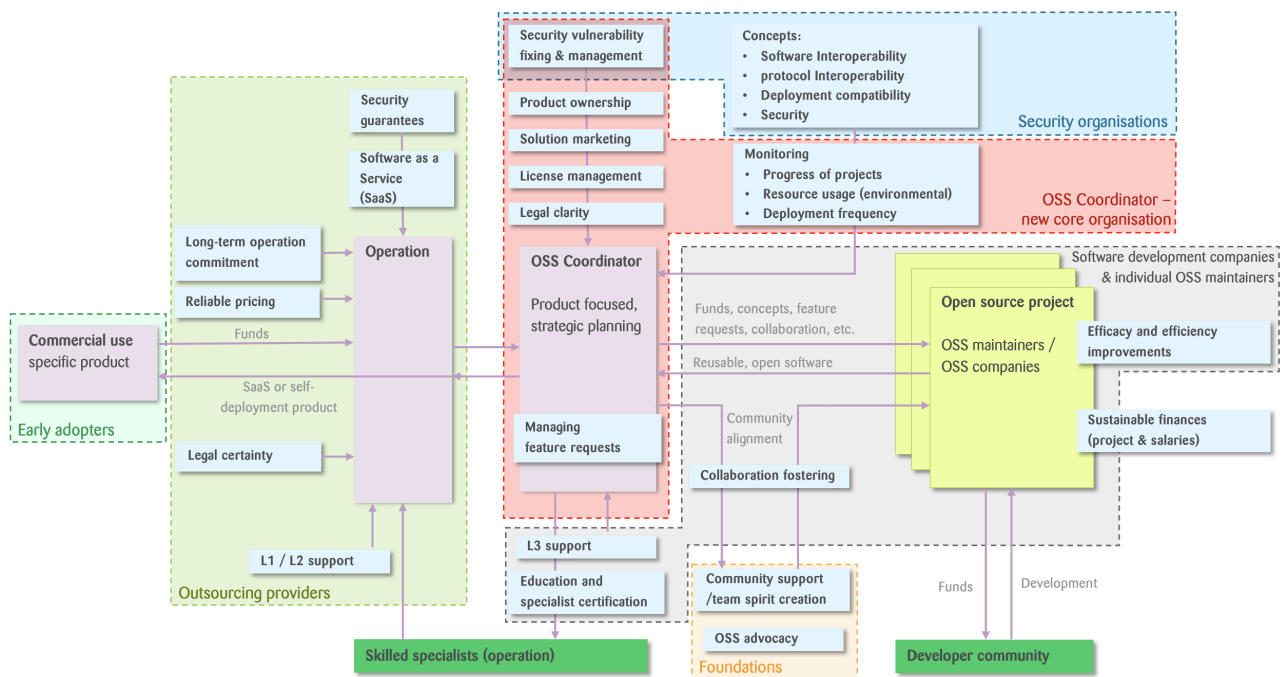 Security vulnerability
fixing & management
Concepts:
• Software Interoperability
• protocol Interoperability
• Deployment compatibility
• Security
Security organisations
Product ownership
Solution marketing
License management
Legal clarity
Monitoring
• Progress of projects
• Resource usage (environmental)
• Deployment frequency
OSS Coordinator –
new core organisation
Security
guarantees
Software as a
Service
(SaaS)
Long-term operation
commitment
Reliable pricing
Operation
OSS Coordinator
Product focused,
strategic planning
Software development companies
& individual OSS maintainers
Open source project
OSS maintainers /
OSS companies
Efficacy and efficiency
improvements
Sustainable finances
(project & salaries)
Commercial use
specific product
Early adopters
Funds
SaaS or self-
deployment product
Legal certainty
L1 / L2 support
Outsourcing providers
Funds, concepts, feature
requests, collaboration, etc.
Reusable, open software
Managing
feature requests
Community
alignment
Collaboration fostering
L3 support
Education and
specialist certification
Community support
/team spirit creation
OSS advocacy
Foundations
Funds
Development
Skilled specialists (operation)
Developer community